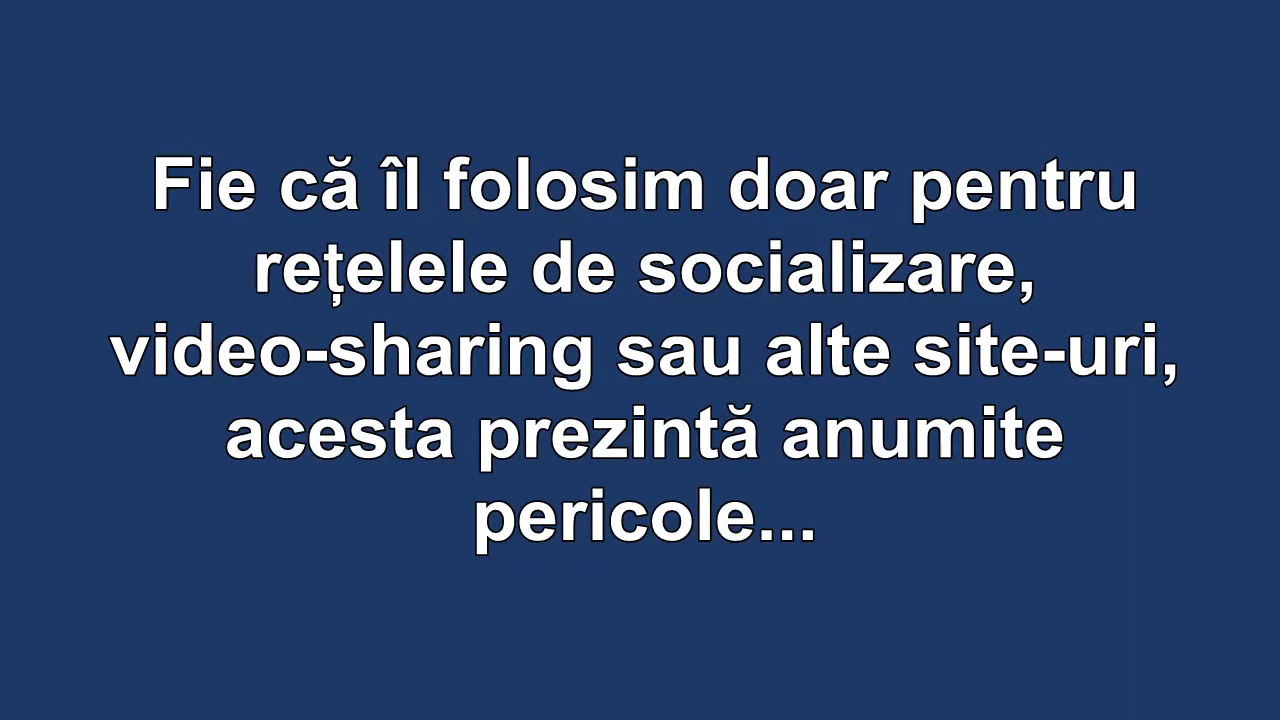 Fie că îl folosim doar pentru
rețelele de socializare,
video-sharing sau alte site-uri,
acesta prezintă anumite
pericole...